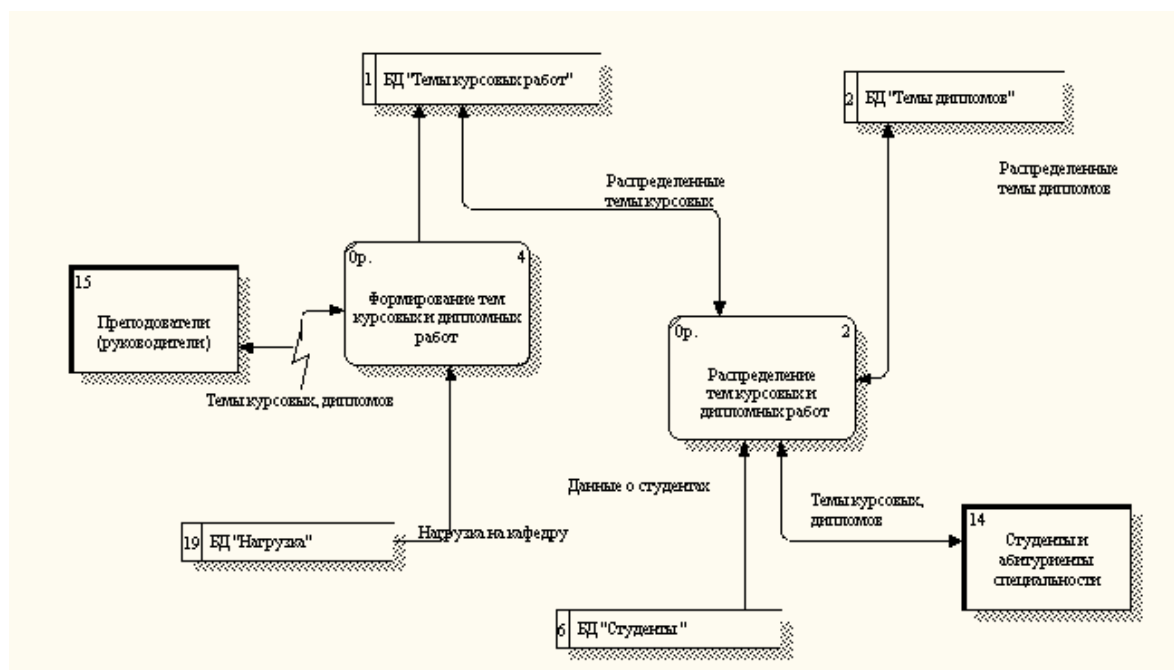 1 БД "Темы курсовых работ"
2 БД "Темы дипломов"
Распределенные
темы дипломов
Распределенные
темы курсовых
0р. 4
Формирование тем
курсовых и дипломных
работ
15
Преподователи
(руководители)
Темы курсовых, дипломов
0р. 2
Распределение
тем курсовых и
дипломных работ
Данные о студентах
Темы курсовых,
дипломов
14
Студенты и
абитуриенты
специальности
19 БД "Нагрузка"
Нагрузка на кафедру
6 БД "Студенты "